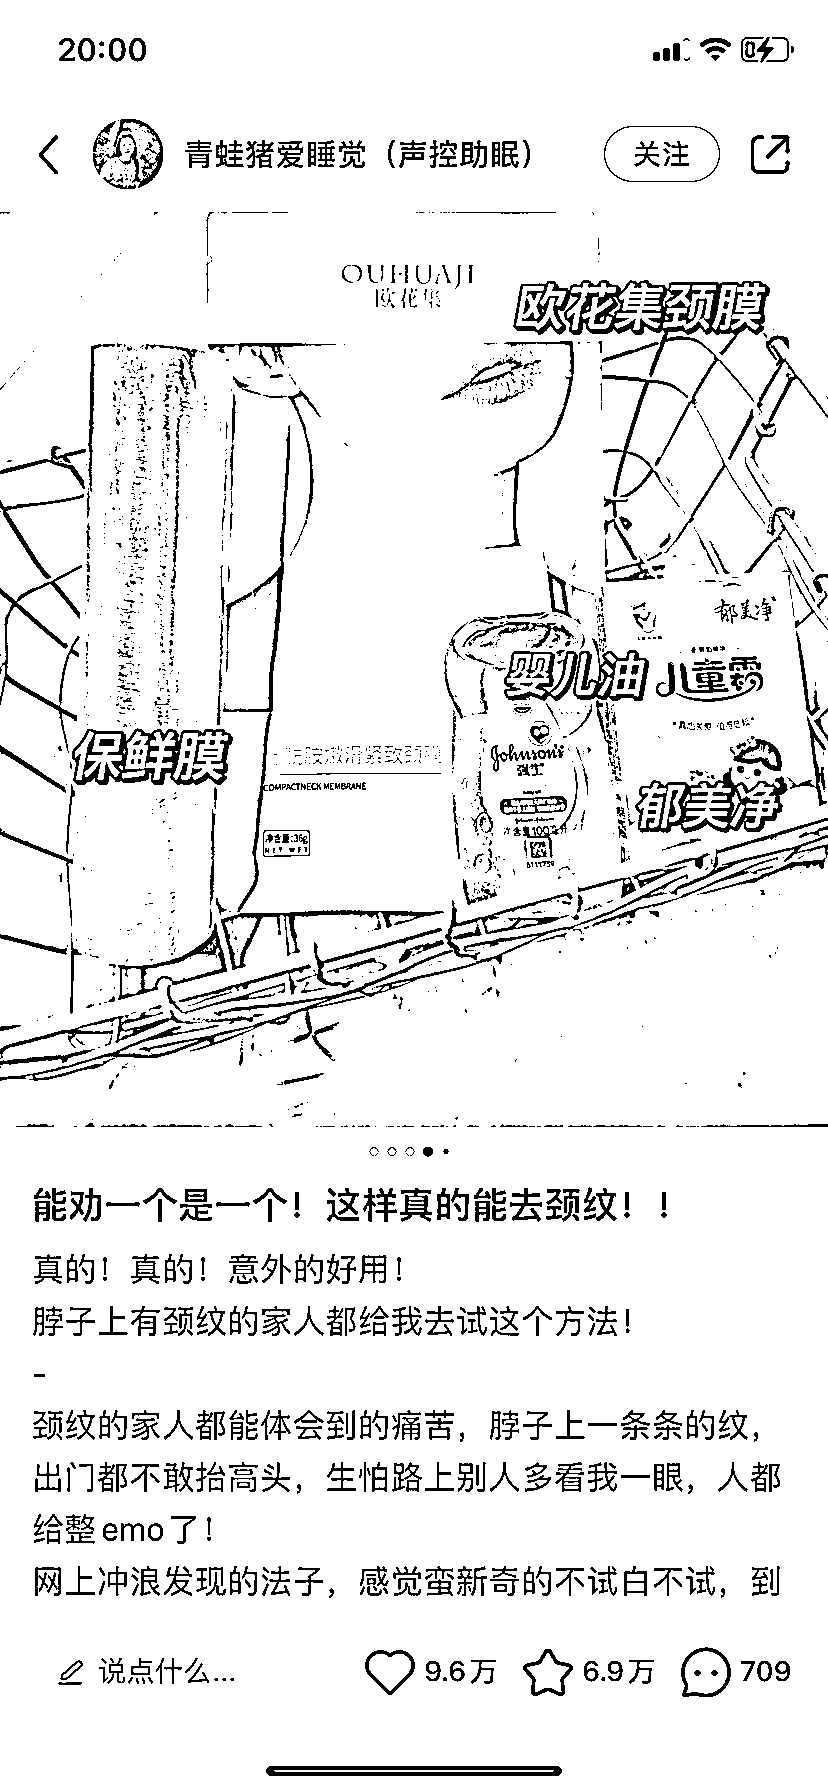 20:00
青蛙猪爱睡觉（声控助眠）
关注
OUHUAJI
欧花集
欧花集颈膜
郁美净
婴儿油
儿童霜
保鲜膜
COMPACTNECK MEMBRANE
Johnson's
强生
郁美净
净含量:36g
NET WET
能劝一个是一个！这样真的能去颈纹！！
真的！真的！意外的好用！
脖子上有颈纹的家人都给我去试这个方法！
-
颈纹的家人都能体会到的痛苦，脖子上一条条的纹，
出门都不敢抬高头，生怕路上别人多看我一眼，人都
给整emo了！
网上冲浪发现的法子，感觉蛮新奇的不试白不试，到
说点什么...
9.6万
6.9万
709